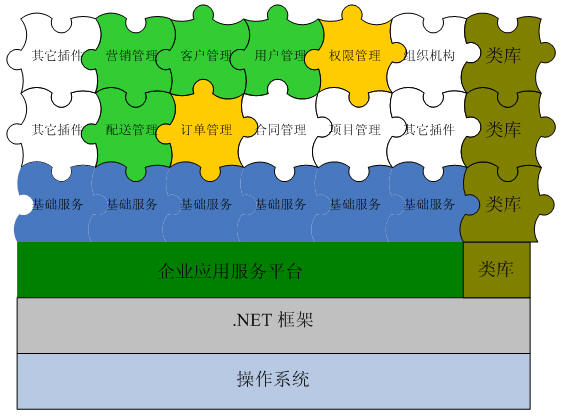 其它插件 营销管理 客户管理 用户管理 权限管理 组织机构 类库
其它插件 配送管理 订单管理 合同管理 项目管理 其它插件 类库
基础服务 基础服务 基础服务 基础服务 基础服务 基础服务 类库
企业应用服务平台 类库
.NET 框架
操作系统